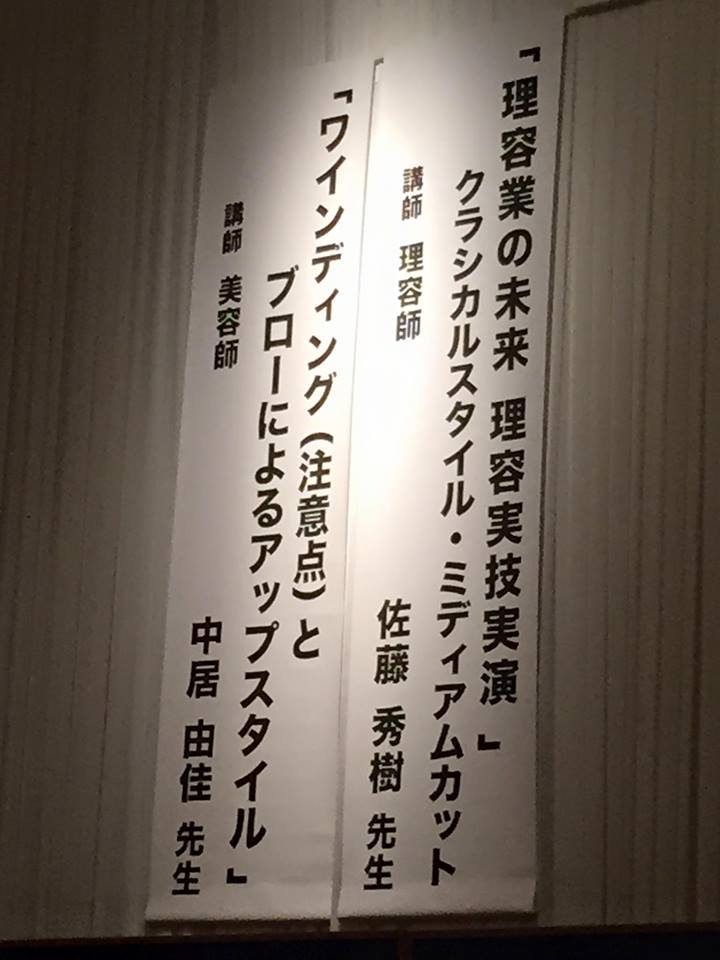 「理容業の未来 理容実技実演」
クラシカルスタイル・ミディアムカット
講師 理容師 佐藤 秀樹 先生
「ワインディング(注意点)と
ブローによるアップスタイル」
講師 美容師 中居 由佳 先生